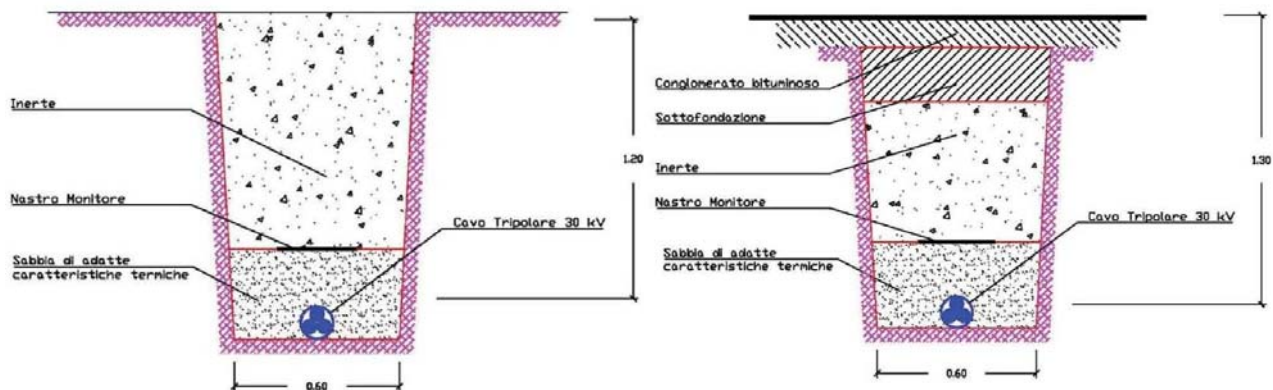 Inerte
Nastro Monitore
Cavo Tripolare 30 kV
Sabbia di adatte
caratteristiche termiche
1.20
0.60
Conglomerato bituminoso
Sottofondazione
Inerte
Nastro Monitore
Cavo Tripolare 30 kV
Sabbia di adatte
caratteristiche termiche
1.30
0.60